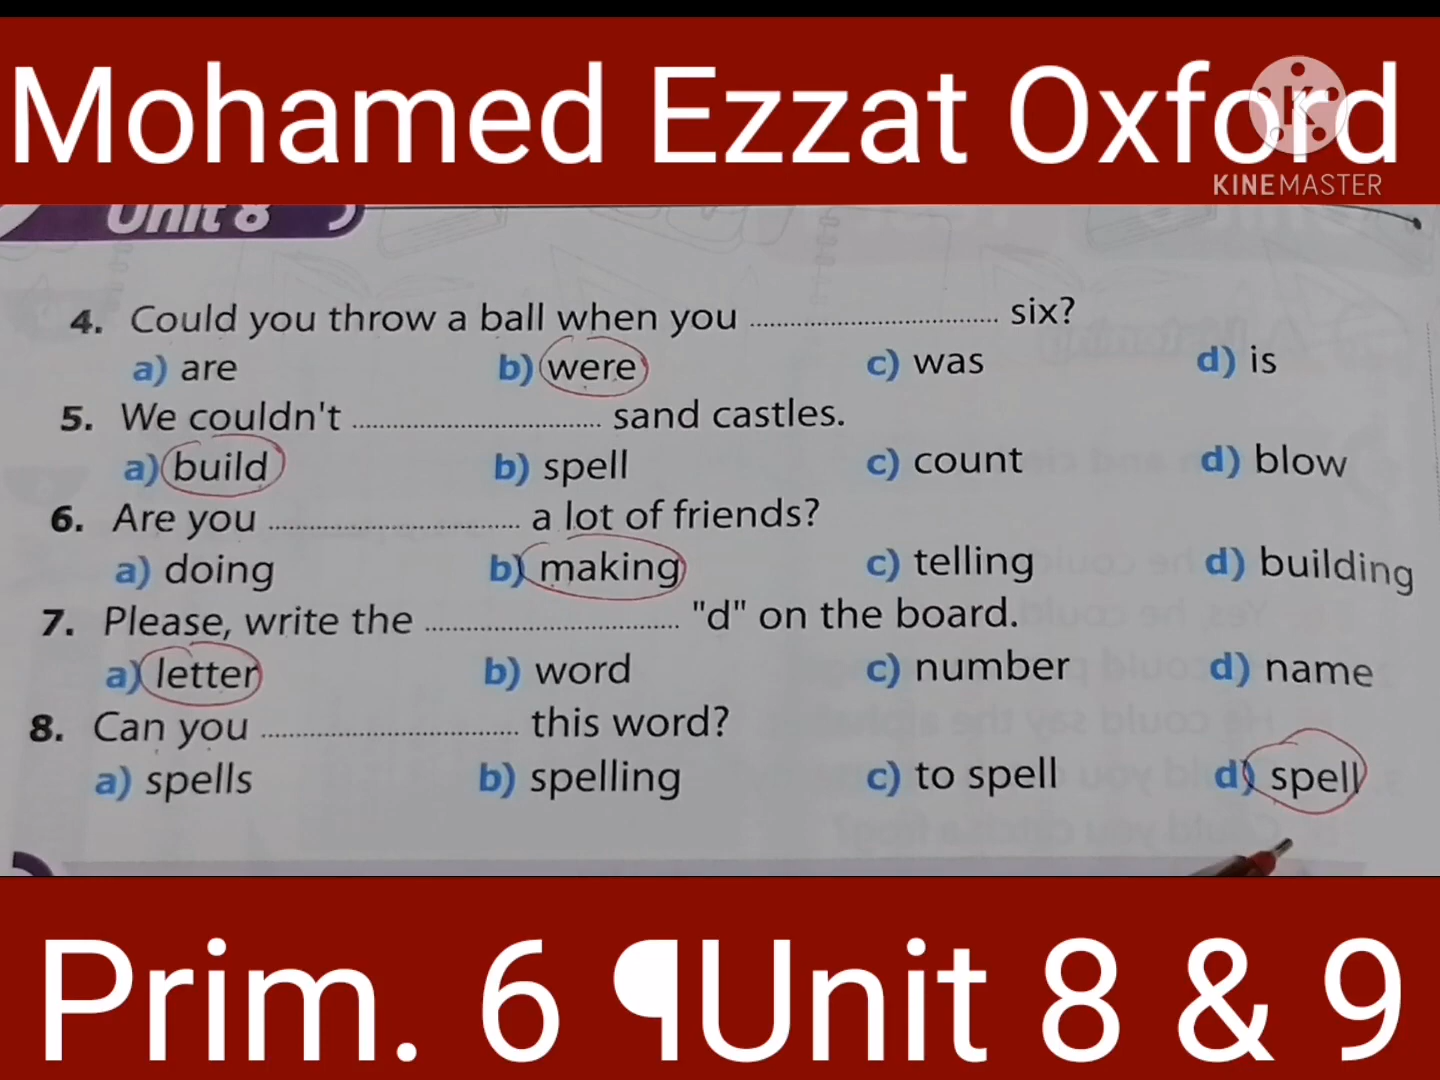 Mohamed Ezzat Oxford
KINEMASTER
Unit 8
4. Could you throw a ball when you .............................. six?
a) are b) were c) was d) is
5. We couldn't .............................. sand castles.
a) build b) spell c) count d) blow
6. Are you .............................. a lot of friends?
a) doing b) making c) telling d) building
7. Please, write the .............................. "d" on the board.
a) letter b) word c) number d) name
8. Can you .............................. this word?
a) spells b) spelling c) to spell d) spell
Prim. 6 ¶Unit 8 & 9